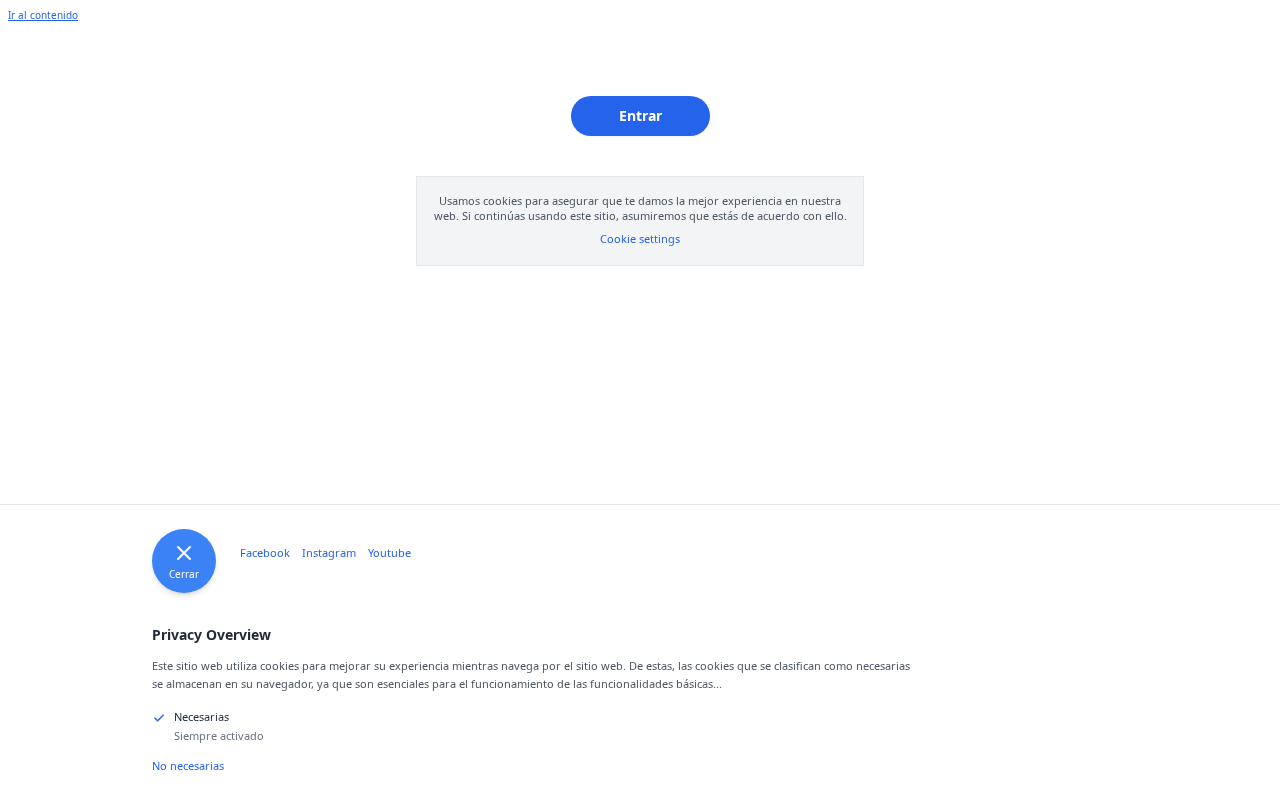 Ir al contenido
Entrar
Usamos cookies para asegurar que te damos la mejor experiencia en nuestra
web. Si continúas usando este sitio, asumiremos que estás de acuerdo con ello.
Cookie settings
Cerrar
Facebook Instagram Youtube
Privacy Overview
Este sitio web utiliza cookies para mejorar su experiencia mientras navega por el sitio web. De estas, las cookies que se clasifican como necesarias
se almacenan en su navegador, ya que son esenciales para el funcionamiento de las funcionalidades básicas...
Necesarias
Siempre activado
No necesarias